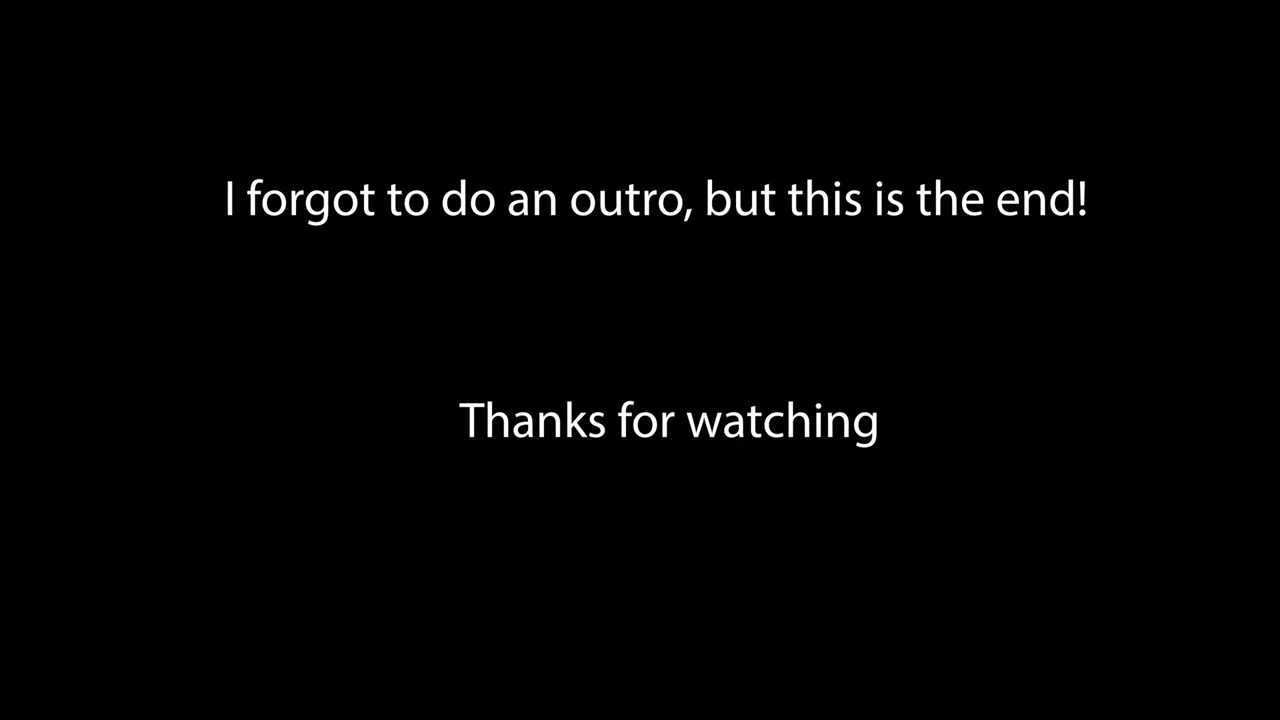 I forgot to do an outro, but this is the end!
Thanks for watching